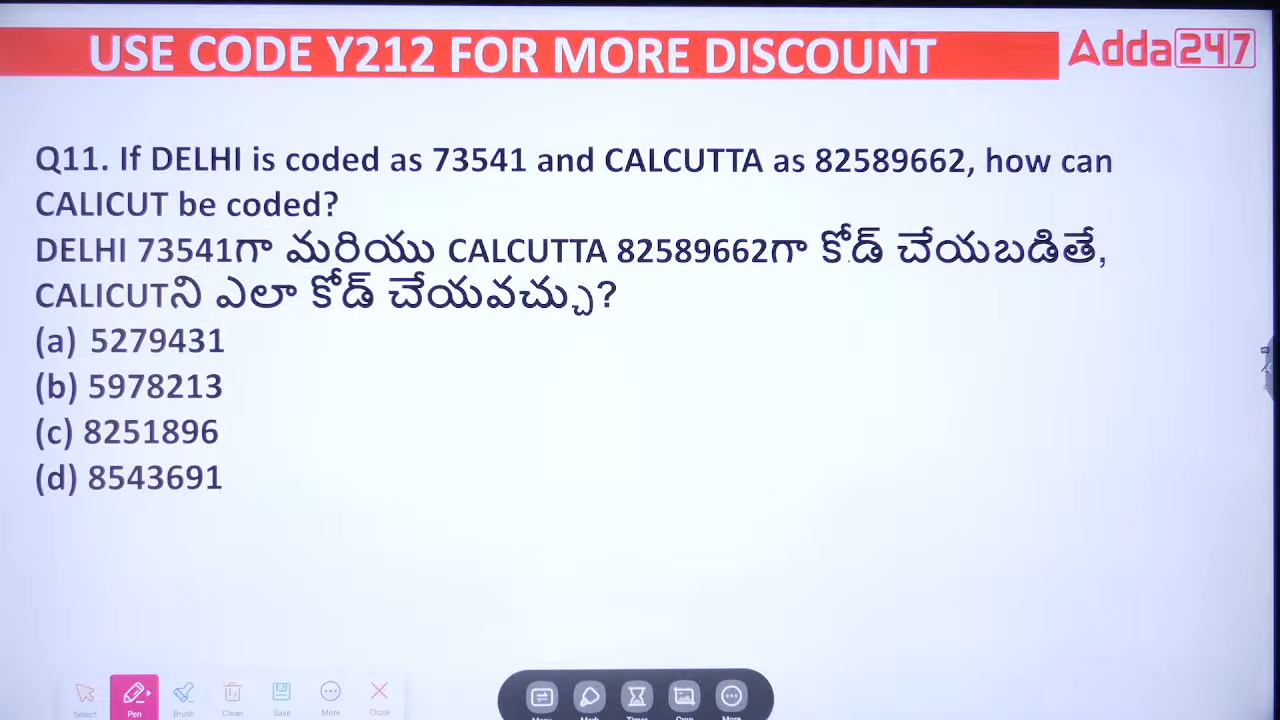 USE CODE Y212 FOR MORE DISCOUNT
Adda247
Q11. If DELHI is coded as 73541 and CALCUTTA as 82589662, how can
CALICUT be coded?
DELHI 73541గా మరియు CALCUTTA 82589662గా కోడ్ చేయబడితే,
CALICUTని ఎలా కోడ్ చేయవచ్చు?
(a) 5279431
(b) 5978213
(c) 8251896
(d) 8543691
Select Pen Brush Clean Save More Close
More